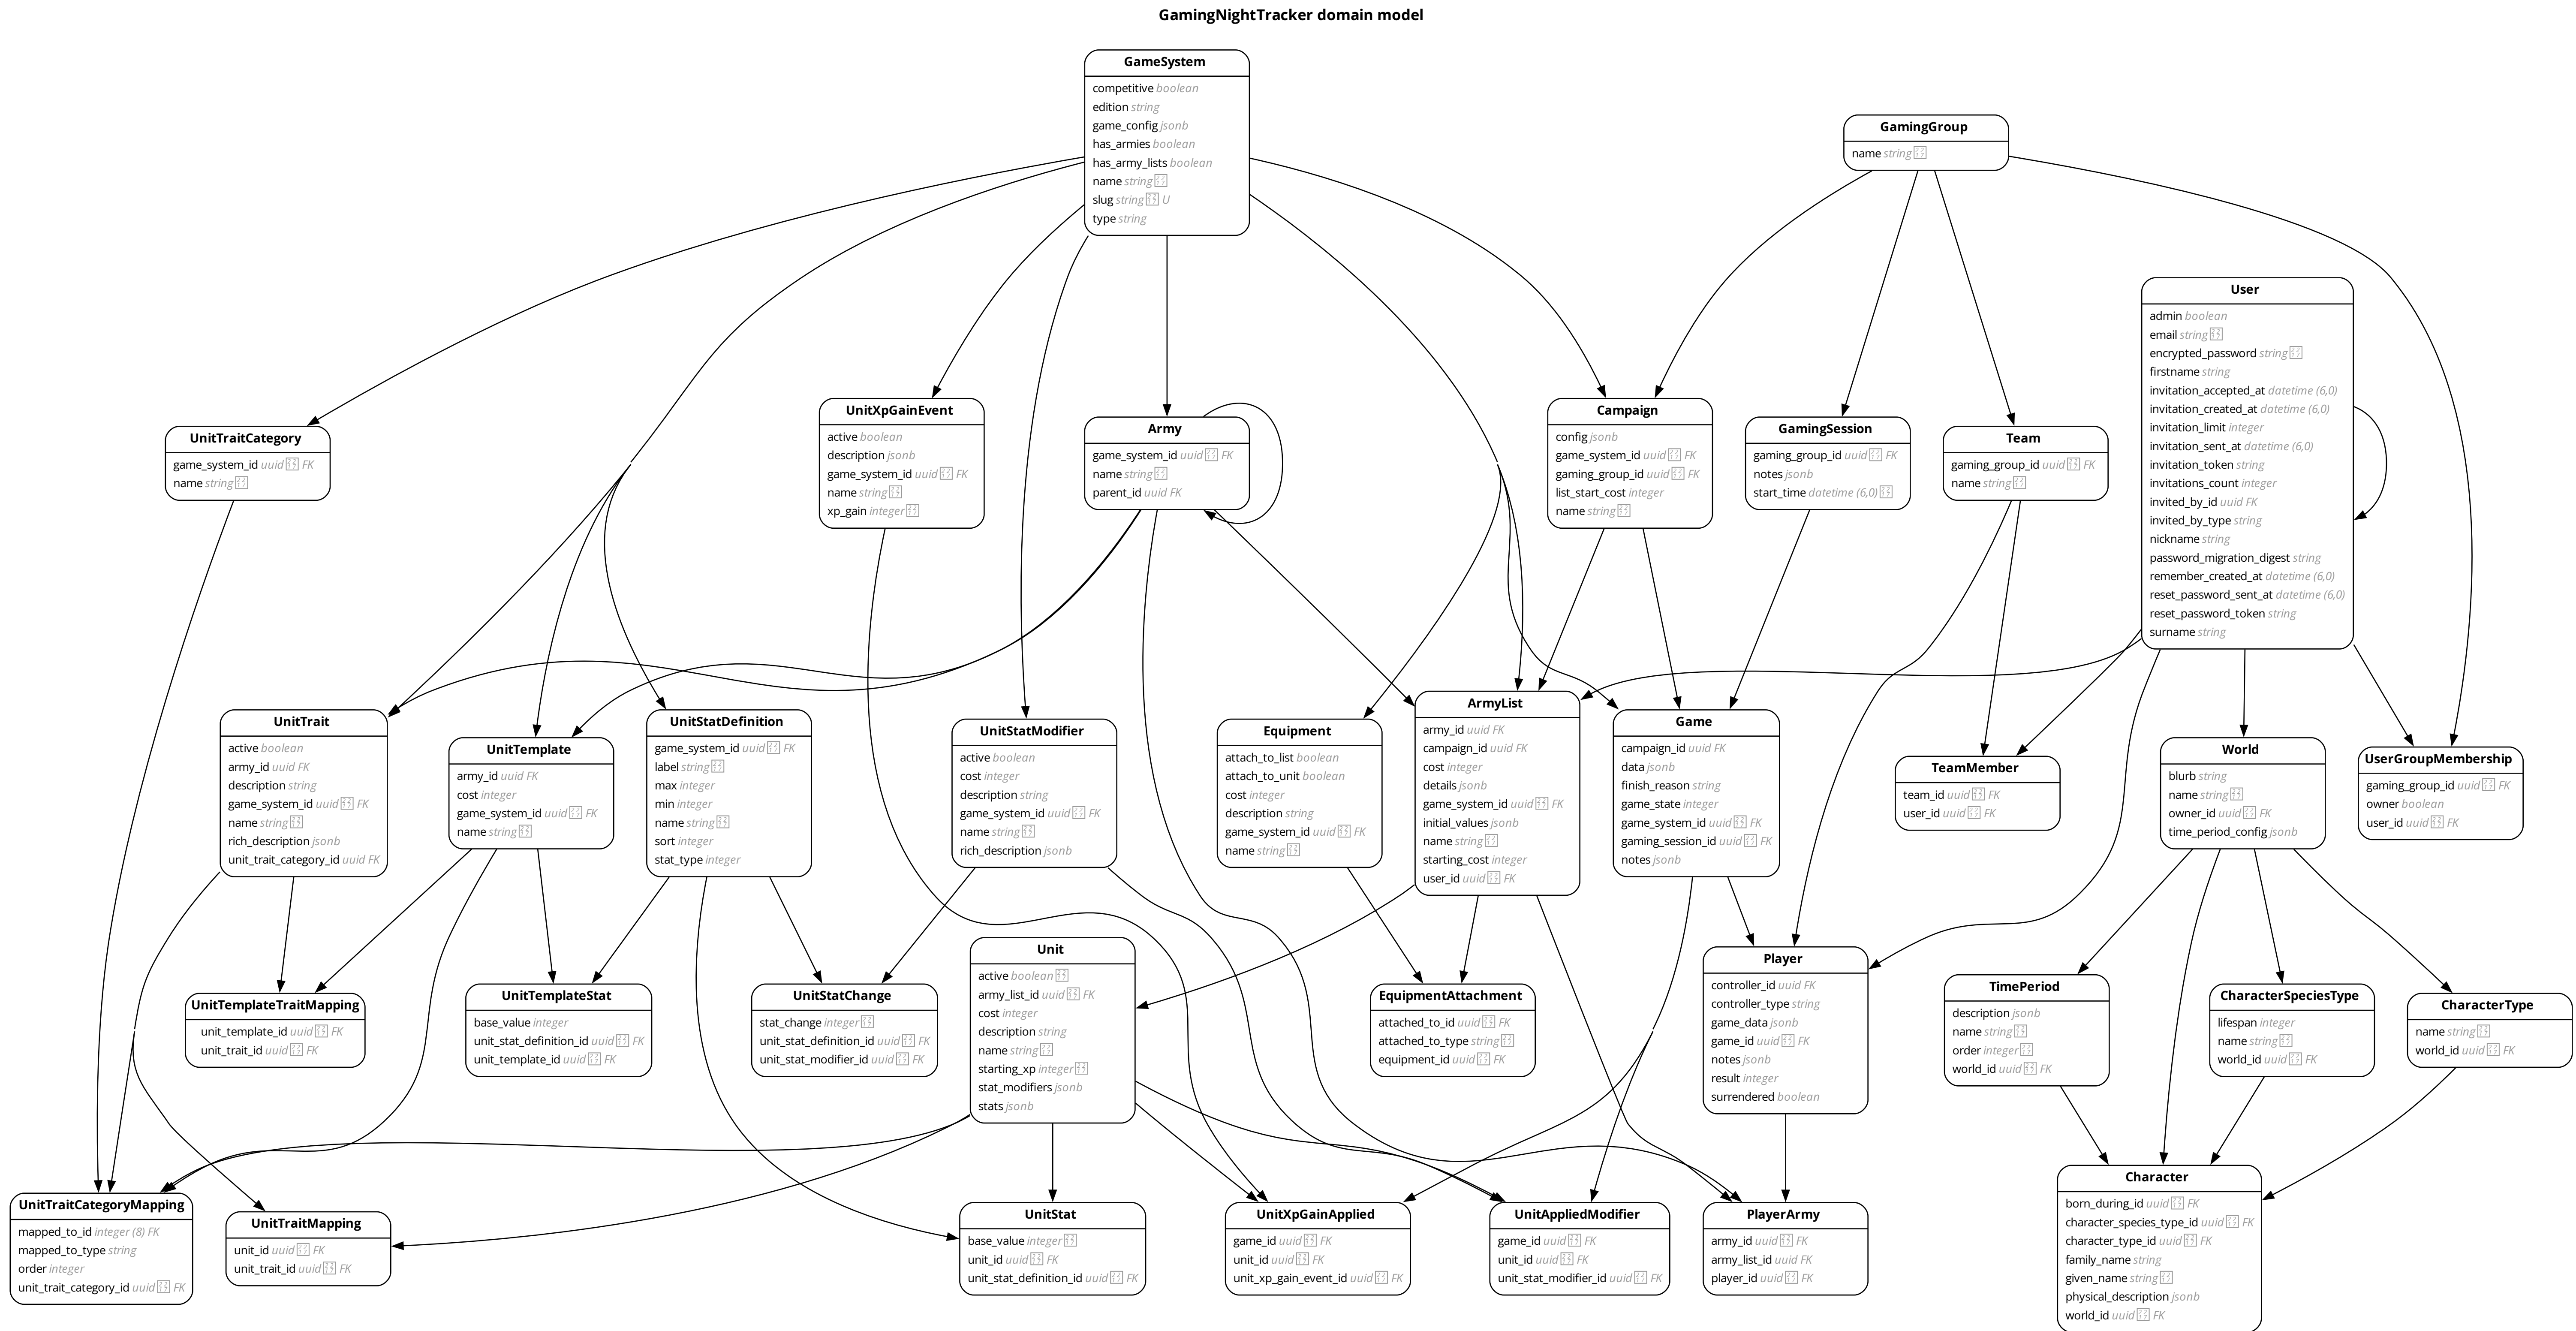 GamingNightTracker domain model
GameSystem
competitive boolean
edition string
game_config jsonb
has_armies boolean
has_army_lists boolean
name string
slug string U
type string
GamingGroup
name string
User
admin boolean
email string
encrypted_password string
firstname string
invitation_accepted_at datetime (6,0)
invitation_created_at datetime (6,0)
invitation_limit integer
invitation_sent_at datetime (6,0)
invitation_token string
invitations_count integer
invited_by_id uuid FK
invited_by_type string
nickname string
password_migration_digest string
remember_created_at datetime (6,0)
reset_password_sent_at datetime (6,0)
reset_password_token string
surname string
UnitTraitCategory
game_system_id uuid FK
name string
UnitXpGainEvent
active boolean
description jsonb
game_system_id uuid FK
name string
xp_gain integer
Army
game_system_id uuid FK
name string
parent_id uuid FK
Campaign
config jsonb
game_system_id uuid FK
gaming_group_id uuid FK
list_start_cost integer
name string
GamingSession
gaming_group_id uuid FK
notes jsonb
start_time datetime (6,0)
Team
gaming_group_id uuid FK
name string
UnitTrait
active boolean
army_id uuid FK
description string
game_system_id uuid FK
name string
rich_description jsonb
unit_trait_category_id uuid FK
UnitTemplate
army_id uuid FK
cost integer
game_system_id uuid FK
name string
UnitStatDefinition
game_system_id uuid FK
label string
max integer
min integer
name string
sort integer
stat_type integer
UnitStatModifier
active boolean
cost integer
description string
game_system_id uuid FK
name string
rich_description jsonb
Equipment
attach_to_list boolean
attach_to_unit boolean
cost integer
description string
game_system_id uuid FK
name string
ArmyList
army_id uuid FK
campaign_id uuid FK
cost integer
details jsonb
game_system_id uuid FK
initial_values jsonb
name string
starting_cost integer
user_id uuid FK
Game
campaign_id uuid FK
data jsonb
finish_reason string
game_state integer
game_system_id uuid FK
gaming_session_id uuid FK
notes jsonb
TeamMember
team_id uuid FK
user_id uuid FK
World
blurb string
name string
owner_id uuid FK
time_period_config jsonb
UserGroupMembership
gaming_group_id uuid FK
owner boolean
user_id uuid FK
UnitTemplateTraitMapping
unit_template_id uuid FK
unit_trait_id uuid FK
UnitTemplateStat
base_value integer
unit_stat_definition_id uuid FK
unit_template_id uuid FK
UnitStatChange
stat_change integer
unit_stat_definition_id uuid FK
unit_stat_modifier_id uuid FK
Unit
active boolean
army_list_id uuid FK
cost integer
description string
name string
starting_xp integer
stat_modifiers jsonb
stats jsonb
EquipmentAttachment
attached_to_id uuid FK
attached_to_type string
equipment_id uuid FK
Player
controller_id uuid FK
controller_type string
game_data jsonb
game_id uuid FK
notes jsonb
result integer
surrendered boolean
TimePeriod
description jsonb
name string
order integer
world_id uuid FK
CharacterSpeciesType
lifespan integer
name string
world_id uuid FK
CharacterType
name string
world_id uuid FK
UnitTraitCategoryMapping
mapped_to_id integer (8) FK
mapped_to_type string
order integer
unit_trait_category_id uuid FK
UnitTraitMapping
unit_id uuid FK
unit_trait_id uuid FK
UnitStat
base_value integer
unit_id uuid FK
unit_stat_definition_id uuid FK
UnitXpGainApplied
game_id uuid FK
unit_id uuid FK
unit_xp_gain_event_id uuid FK
UnitAppliedModifier
game_id uuid FK
unit_id uuid FK
unit_stat_modifier_id uuid FK
PlayerArmy
army_id uuid FK
army_list_id uuid FK
player_id uuid FK
Character
born_during_id uuid FK
character_species_type_id uuid FK
character_type_id uuid FK
family_name string
given_name string
physical_description jsonb
world_id uuid FK